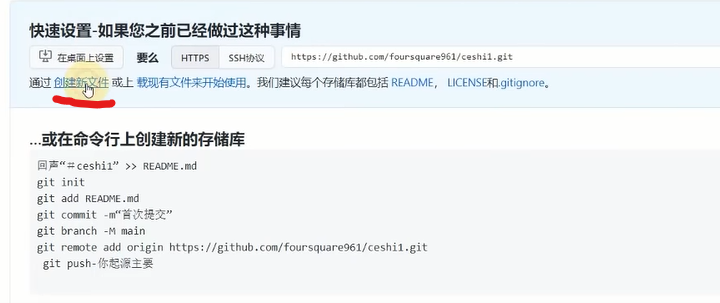 快速设置-如果您之前已经做过这种事情
在桌面上设置 要么 HTTPS SSH协议 https://github.com/foursquare961/ceshi1.git
通过 创建新文件 或上 载现有文件来开始使用。我们建议每个存储库都包括 README， LICENSE和.gitignore。
...或在命令行上创建新的存储库
回声“＃ceshi1” >> README.md
git init
git add README.md
git commit -m“首次提交”
git branch -M main
git remote add origin https://github.com/foursquare961/ceshi1.git
git push-你起源主要